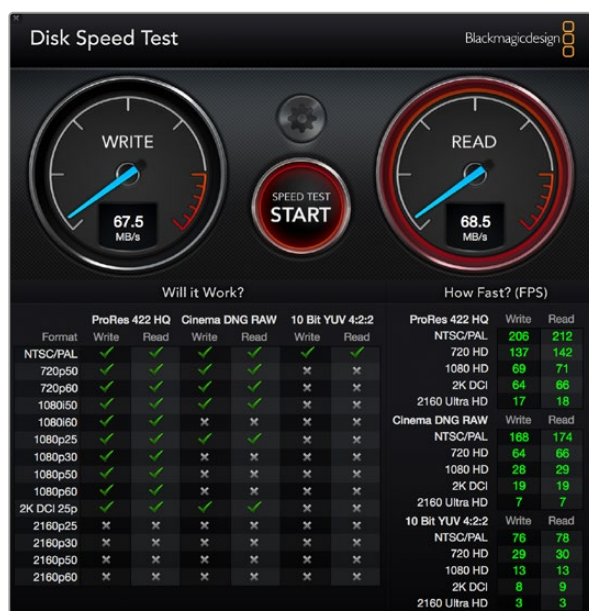 Disk Speed Test
Blackmagicdesign
WRITE
67.5
MB/s
SPEED TEST
START
READ
68.5
MB/s
Will it Work?
ProRes 422 HQ Cinema DNG RAW 10 Bit YUV 4:2:2
Format Write Read Write Read Write Read
NTSC/PAL ✓ ✓ ✓ ✓ ✓ ✓
720p50 ✓ ✓ ✓ ✓ ✕ ✕
720p60 ✓ ✓ ✓ ✓ ✕ ✕
1080i50 ✓ ✓ ✓ ✓ ✕ ✕
1080i60 ✓ ✓ ✕ ✕ ✕ ✕
1080p25 ✓ ✓ ✓ ✓ ✕ ✕
1080p30 ✓ ✓ ✕ ✕ ✕ ✕
1080p50 ✓ ✓ ✕ ✕ ✕ ✕
1080p60 ✓ ✓ ✕ ✕ ✕ ✕
2K DCI 25p ✓ ✓ ✓ ✓ ✕ ✕
2160p25 ✕ ✕ ✕ ✕ ✕ ✕
2160p30 ✕ ✕ ✕ ✕ ✕ ✕
2160p50 ✕ ✕ ✕ ✕ ✕ ✕
2160p60 ✕ ✕ ✕ ✕ ✕ ✕
How Fast? (FPS)
ProRes 422 HQ Write Read
NTSC/PAL 206 212
720 HD 137 142
1080 HD 69 71
2K DCI 64 66
2160 Ultra HD 17 18
Cinema DNG RAW Write Read
NTSC/PAL 168 174
720 HD 64 66
1080 HD 28 29
2K DCI 19 19
2160 Ultra HD 7 7
10 Bit YUV 4:2:2 Write Read
NTSC/PAL 76 78
720 HD 29 30
1080 HD 13 13
2K DCI 8 9
2160 Ultra HD 3 3